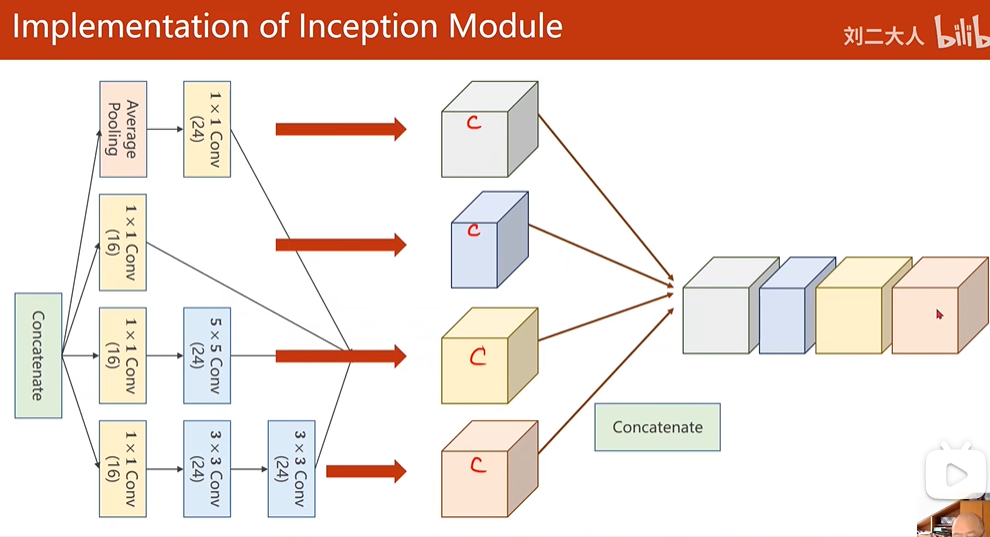 Implementation of Inception Module
刘二大人 bilib
Average
Pooling
1×1 Conv
(24)
C
1×1 Conv
(16)
C
Concatenate
1×1 Conv
(16)
5×5 Conv
(24)
C
Concatenate
1×1 Conv
(16)
3×3 Conv
(24)
3×3 Conv
(24)
C